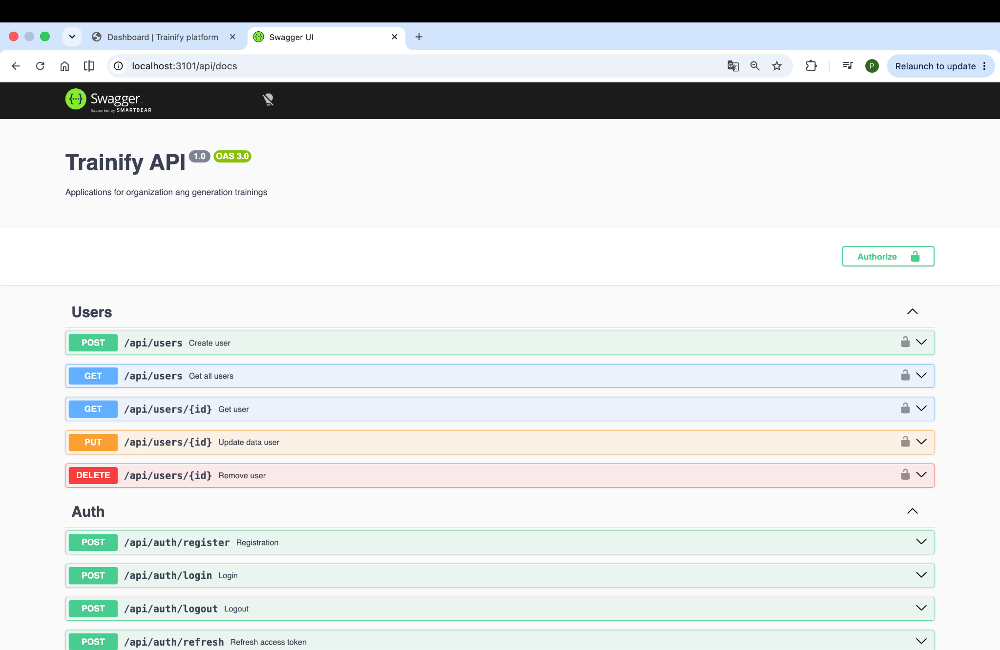 Dashboard | Trainify platform
Swagger UI
localhost:3101/api/docs
P
Relaunch to update
Swagger
Supported by SMARTBEAR
Trainify API 1.0 OAS 3.0
Applications for organization ang generation trainings
Authorize
Users
POST /api/users Create user
GET /api/users Get all users
GET /api/users/{id} Get user
PUT /api/users/{id} Update data user
DELETE /api/users/{id} Remove user
Auth
POST /api/auth/register Registration
POST /api/auth/login Login
POST /api/auth/logout Logout
POST /api/auth/refresh Refresh access token